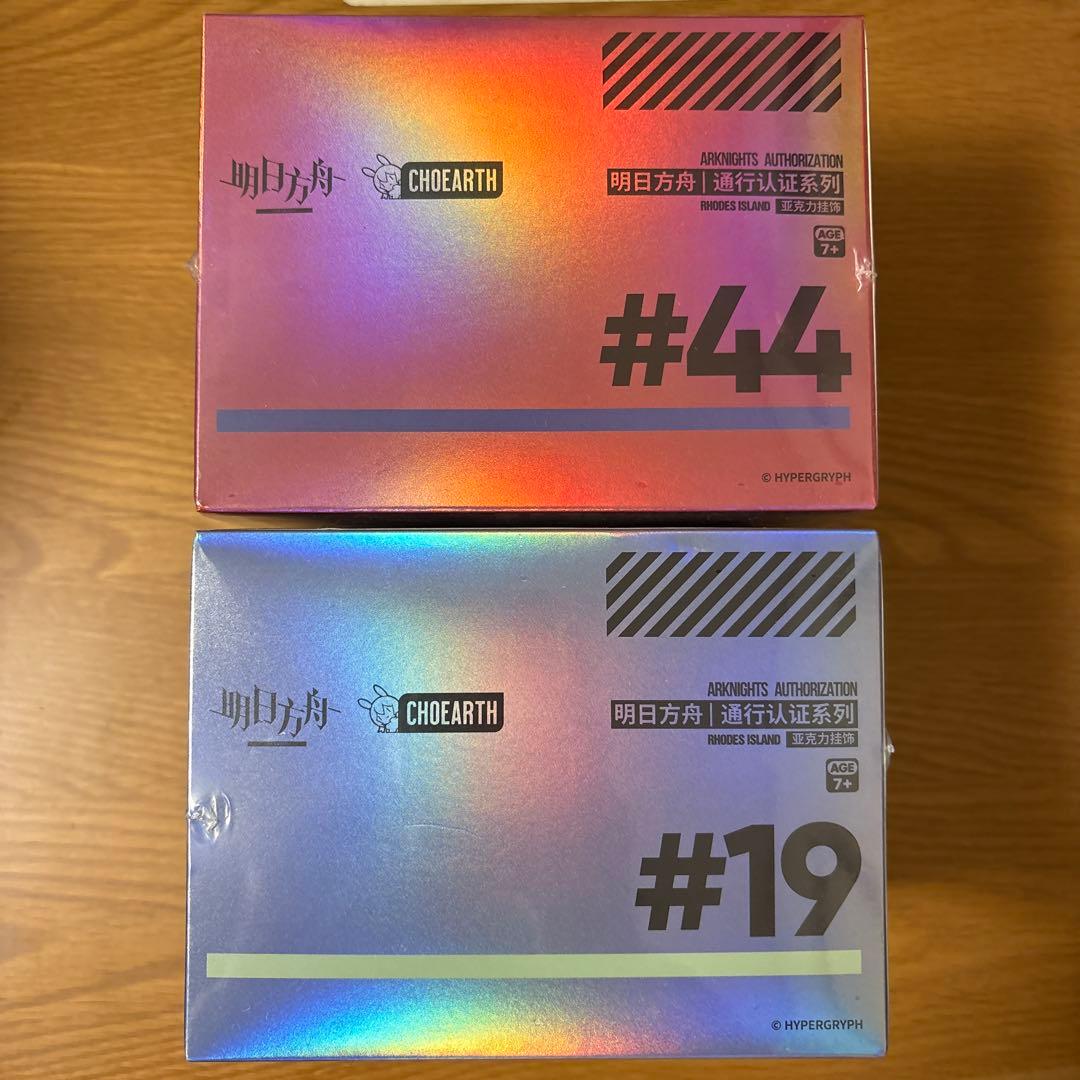 明日方舟
CHOEARTH
ARKNIGHTS AUTHORIZATION
明日方舟|通行认证系列
RHODES ISLAND 亚克力挂饰
AGE
7+
#44
© HYPERGRYPH
明日方舟
CHOEARTH
ARKNIGHTS AUTHORIZATION
明日方舟|通行认证系列
RHODES ISLAND 亚克力挂饰
AGE
7+
#19
© HYPERGRYPH